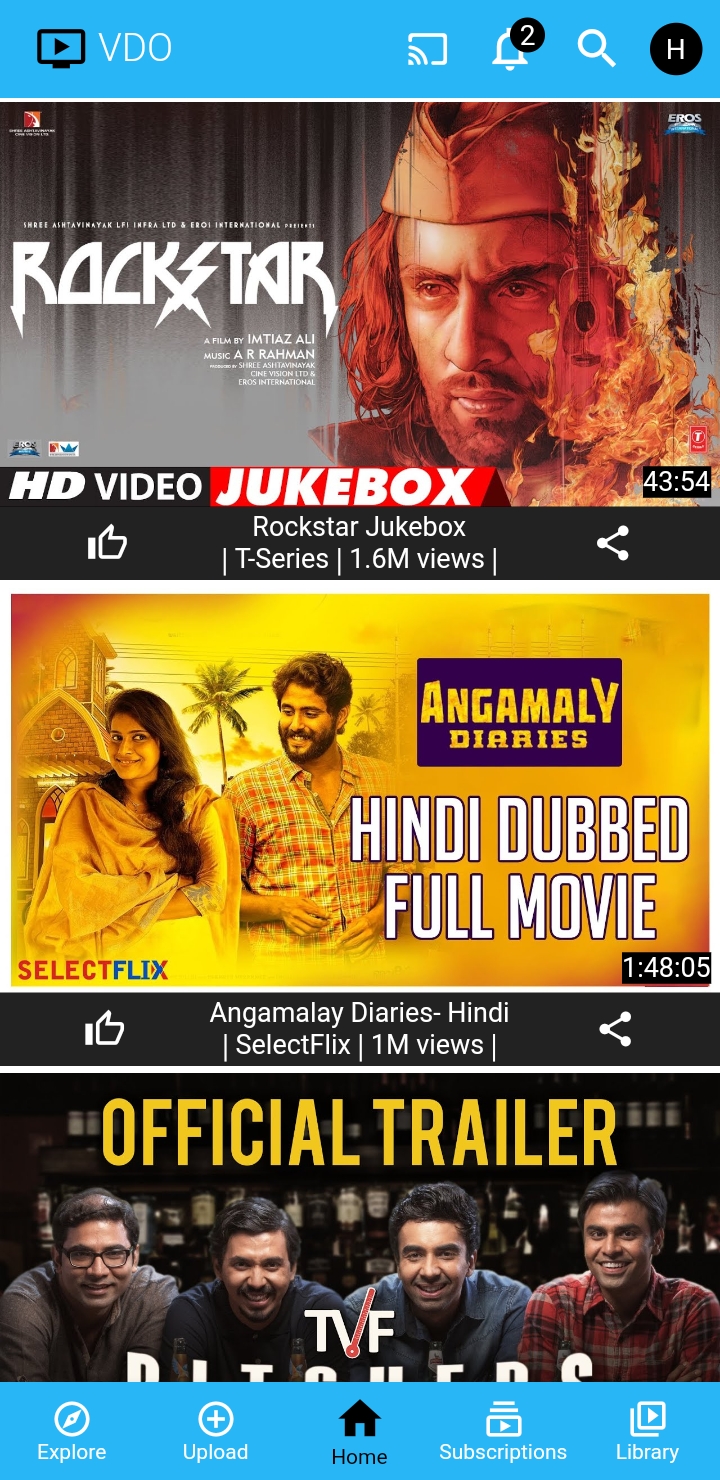 VDO
2
H
EROS
SHREE ASHTAVINAYAK LFI INFRA LTD & EROS INTERNATIONAL PRESENTS
ROCKSTAR
A FILM BY IMTIAZ ALI
MUSIC A R RAHMAN
PRODUCED BY SHREE ASHTAVINAYAK
CINE VISION LTD &
EROS INTERNATIONAL
EROS
T
HD VIDEO JUKEBOX
43:54
Rockstar Jukebox
| T-Series | 1.6M views |
ANGAMALY
DIARIES
HINDI DUBBED
FULL MOVIE
SELECTFLIX
1:48:05
Angamalay Diaries- Hindi
| SelectFlix | 1M views |
OFFICIAL TRAILER
TVF
PITCHERS
Explore
Upload
Home
Subscriptions
Library